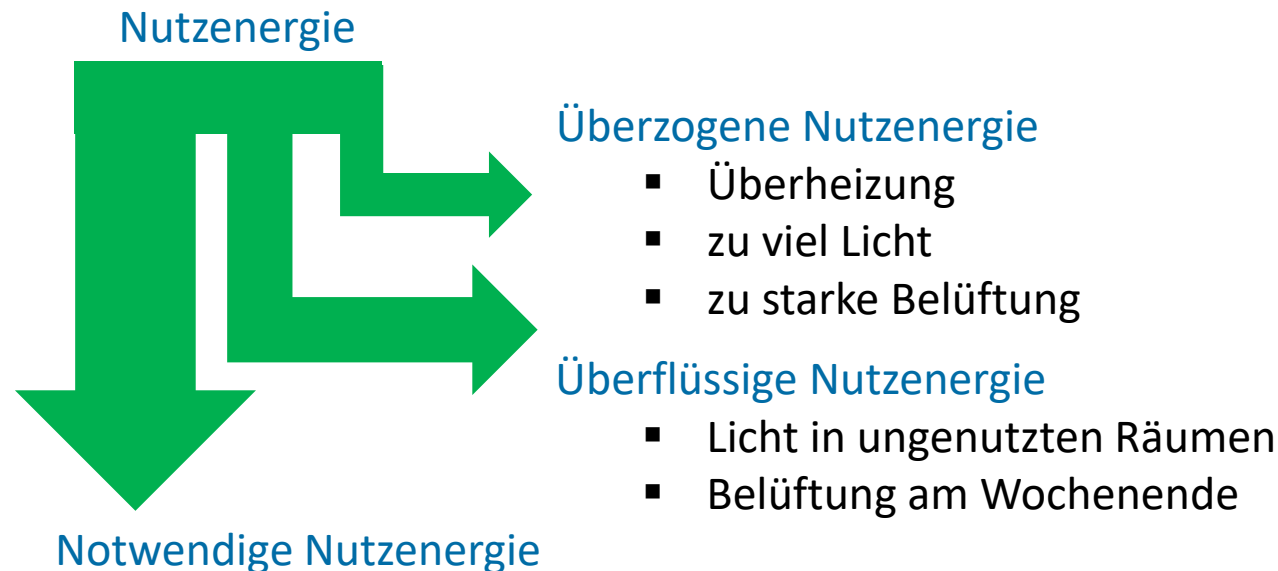 Nutzenergie
Überzogene Nutzenergie
▪ Überheizung
▪ zu viel Licht
▪ zu starke Belüftung
Überflüssige Nutzenergie
▪ Licht in ungenutzten Räumen
▪ Belüftung am Wochenende
Notwendige Nutzenergie